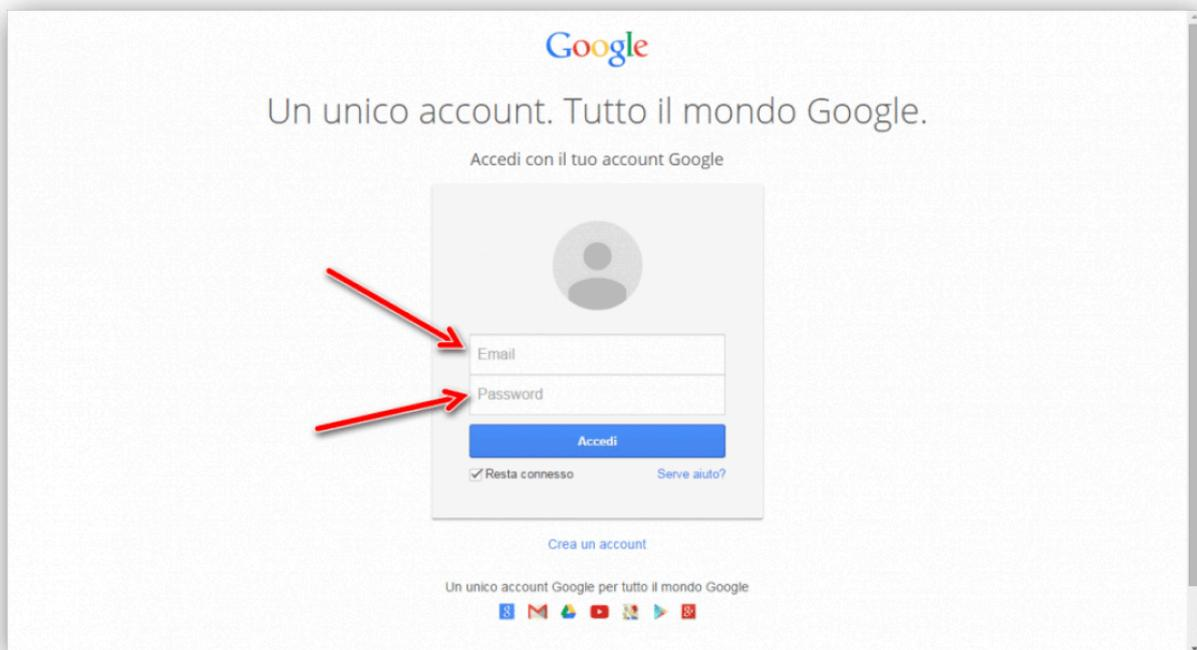 Google
Un unico account. Tutto il mondo Google.
Accedi con il tuo account Google
Email
Password
Accedi
Resta connesso Serve aiuto?
Crea un account
Un unico account Google per tutto il mondo Google